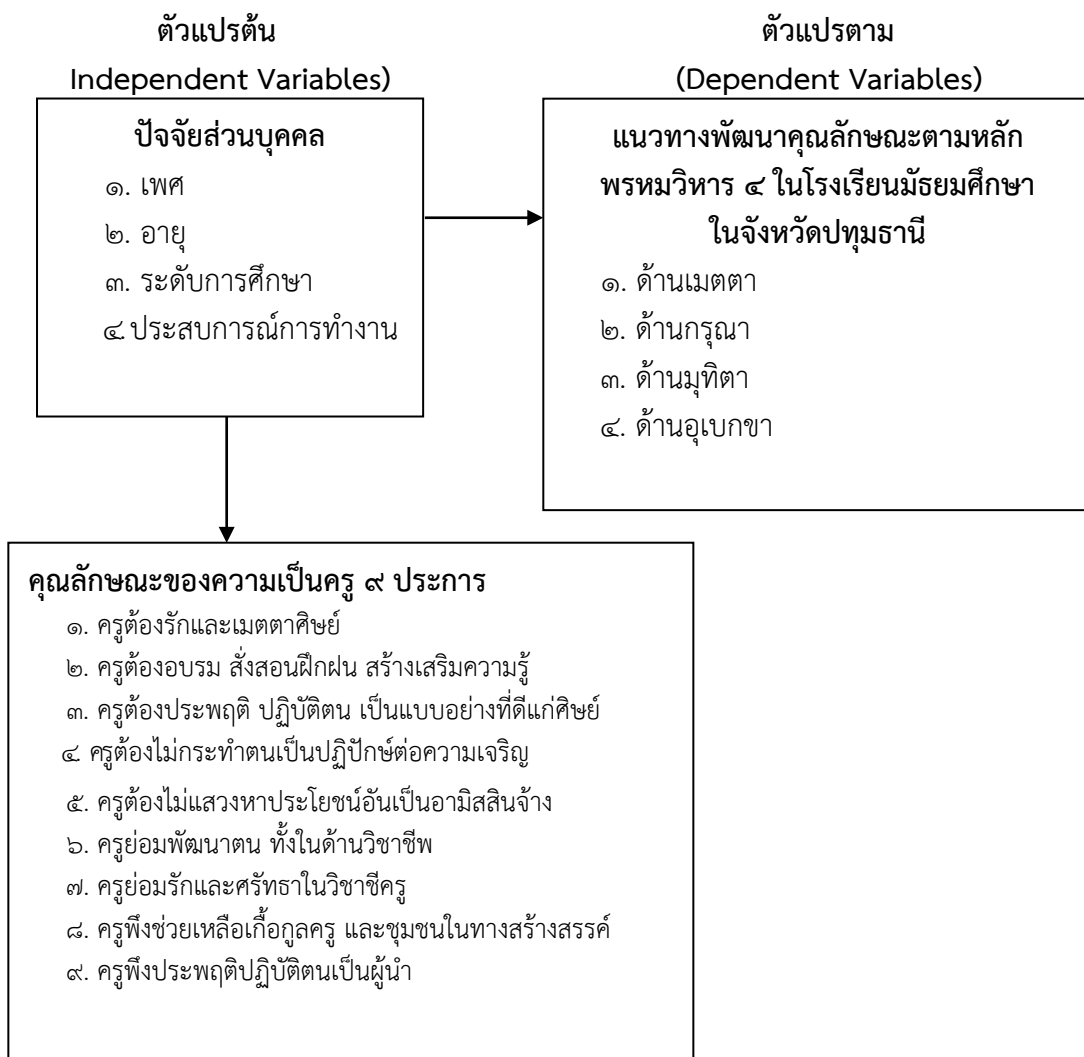 ตัวแปรต้น
Independent Variables)
ปัจจัยส่วนบุคคล
๑. เพศ
๒. อายุ
๓. ระดับการศึกษา
๔. ประสบการณ์การทำงาน
ตัวแปรตาม
(Dependent Variables)
แนวทางพัฒนาคุณลักษณะตามหลัก
พรหมวิหาร ๔ ในโรงเรียนมัธยมศึกษา
ในจังหวัดปทุมธานี
๑. ด้านเมตตา
๒. ด้านกรุณา
๓. ด้านมุทิตา
๔. ด้านอุเบกขา
คุณลักษณะของความเป็นครู ๙ ประการ
๑. ครูต้องรักและเมตตาศิษย์
๒. ครูต้องอบรม สั่งสอนฝึกฝน สร้างเสริมความรู้
๓. ครูต้องประพฤติ ปฏิบัติตน เป็นแบบอย่างที่ดีแก่ศิษย์
๔. ครูต้องไม่กระทำตนเป็นปฏิปักษ์ต่อความเจริญ
๕. ครูต้องไม่แสวงหาประโยชน์อันเป็นอามิสสินจ้าง
๖. ครูย่อมพัฒนาตน ทั้งในด้านวิชาชีพ
๗. ครูย่อมรักและศรัทธาในวิชาชีครู
๘. ครูพึงช่วยเหลือเกื้อกูลครู และชุมชนในทางสร้างสรรค์
๙. ครูพึงประพฤติปฏิบัติตนเป็นผู้นำ